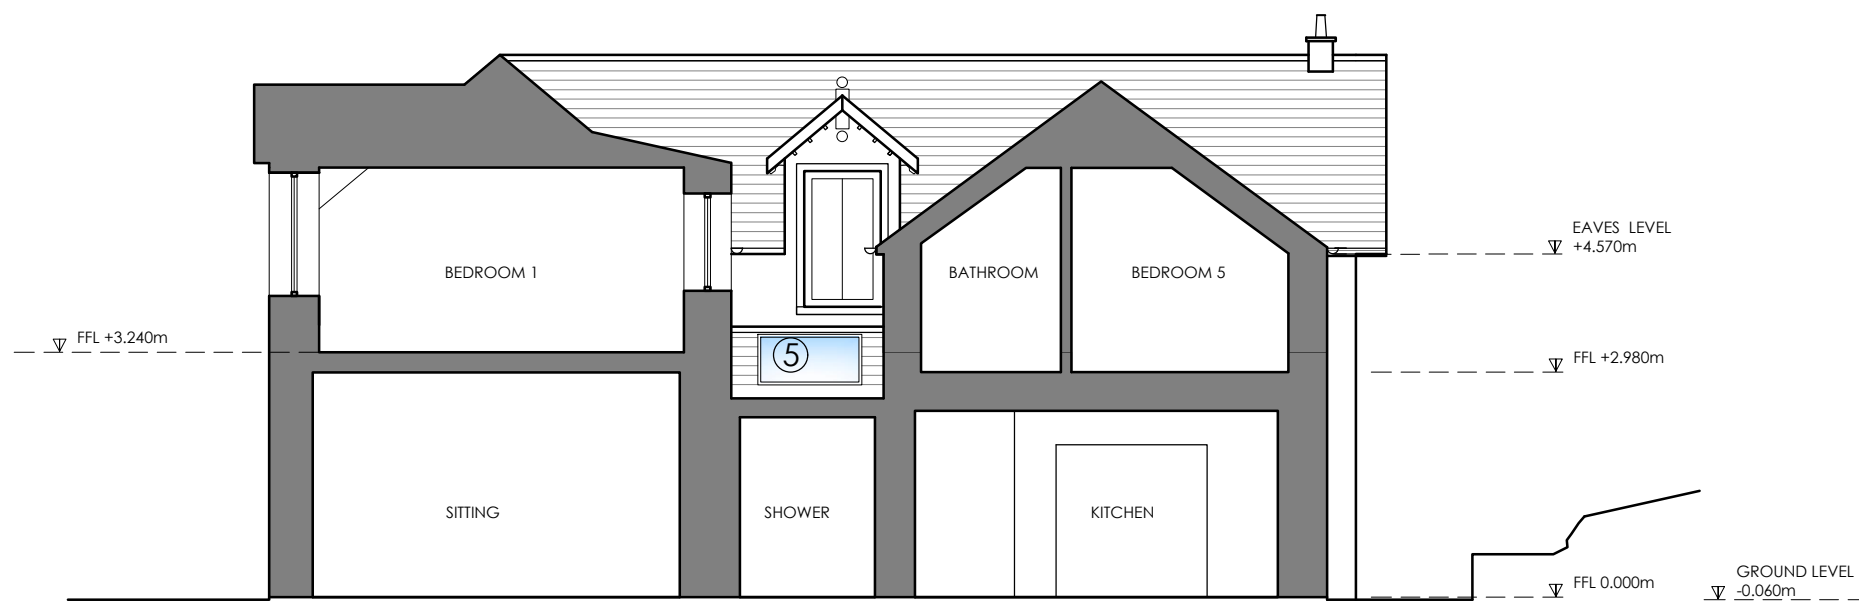 EAVES LEVEL
+4.570m
BEDROOM 1
BATHROOM
BEDROOM 5
FFL +3.240m
5
FFL +2.980m
SITTING
SHOWER
KITCHEN
FFL 0.000m
GROUND LEVEL
-0.060m